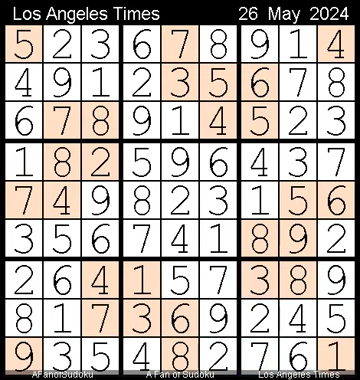 Los Angeles Times 26 May 2024
5 2 3 6 7 8 9 1 4
4 9 1 2 3 5 6 7 8
6 7 8 9 1 4 5 2 3
1 8 2 5 9 6 4 3 7
7 4 9 8 2 3 1 5 6
3 5 6 7 4 1 8 9 2
2 6 4 1 5 7 3 8 9
8 1 7 3 6 9 2 4 5
9 3 5 4 8 2 7 6 1
AFanofSudoku A Fan of Sudoku Los Angeles Times